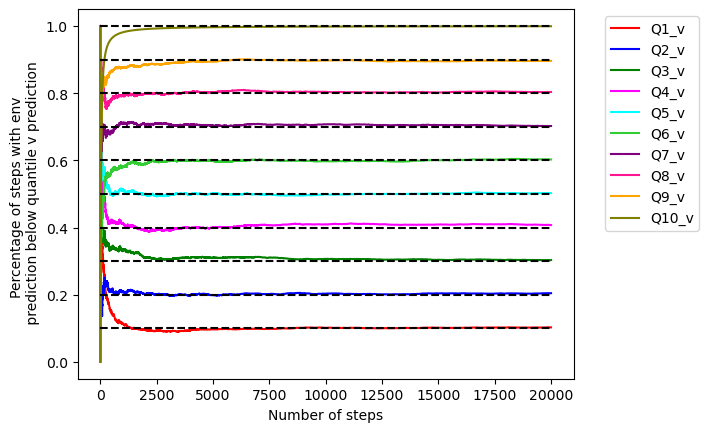 1.0
0.8
0.6
0.4
0.2
0.0
Percentage of steps with env
prediction below quantile v prediction
0
2500
5000
7500
10000
12500
15000
17500
20000
Number of steps
Q1_v
Q2_v
Q3_v
Q4_v
Q5_v
Q6_v
Q7_v
Q8_v
Q9_v
Q10_v